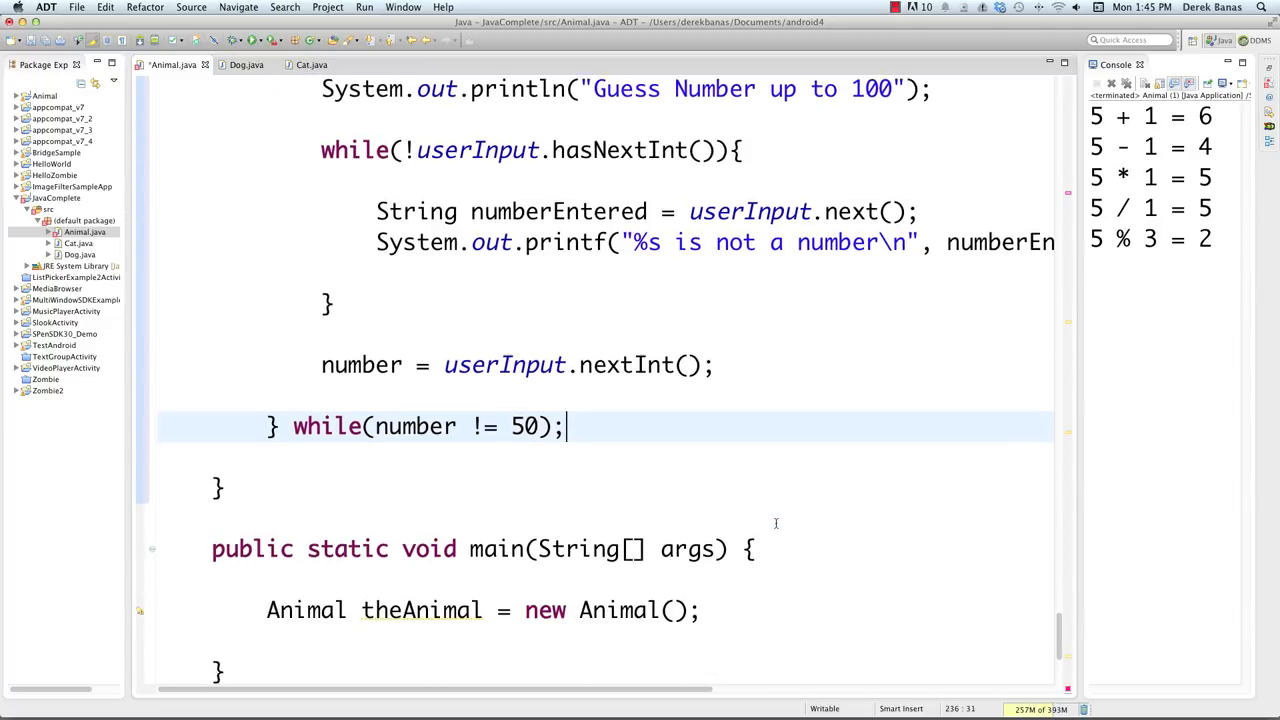 ADT File Edit Refactor Source Navigate Search Project Run Window Help 10 Mon 1:45 PM Derek Banas
Java - JavaComplete/src/Animal.java - ADT - /Users/derekbanas/Documents/android4
Quick Access Java DDMS
Package Exp *Animal.java Dog.java Cat.java Console
<terminated> Animal (1) [Java Application] /S
Animal
appcompat_v7
appcompat_v7_2
appcompat_v7_3
appcompat_v7_4
BridgeSample
HelloWorld
HelloZombie
ImageFilterSampleApp
JavaComplete
src
(default package)
Animal.java
Cat.java
Dog.java
JRE System Library [Ja
ListPickerExample2Activi
MediaBrowser
MultiWindowSDKExample
MusicPlayerActivity
SlookActivity
SPenSDK30_Demo
TestAndroid
TextGroupActivity
VideoPlayerActivity
Zombie
Zombie2
System.out.println("Guess Number up to 100");
while(!userInput.hasNextInt()){
String numberEntered = userInput.next();
System.out.printf("%s is not a number\n", numberEn
}
number = userInput.nextInt();
} while(number != 50);
}
public static void main(String[] args) {
Animal theAnimal = new Animal();
}
5 + 1 = 6
5 - 1 = 4
5 * 1 = 5
5 / 1 = 5
5 % 3 = 2
Writable Smart Insert 236 : 31 257M of 393M